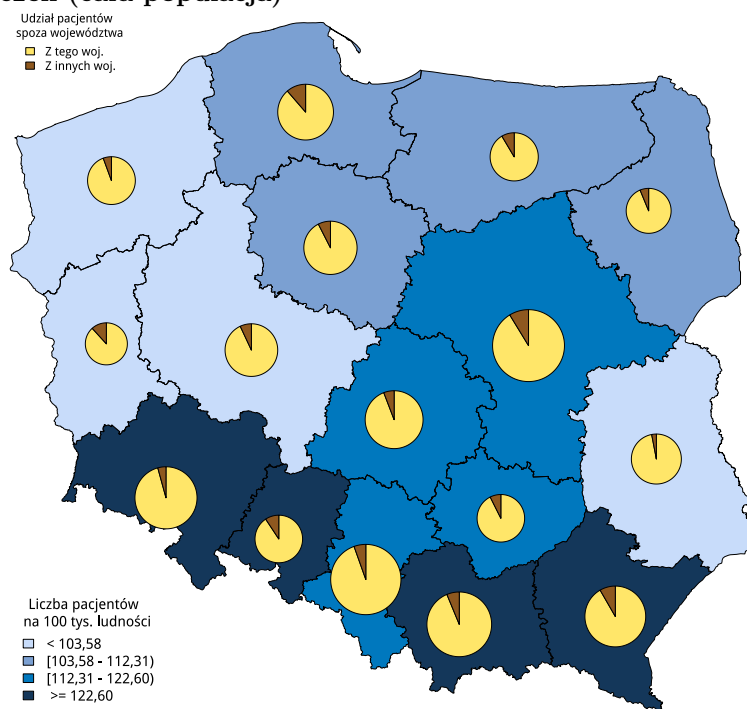 Udział pacjentów
spoza województwa
Z tego woj.
Z innych woj.
Liczba pacjentów
na 100 tys. ludności
< 103,58
[103,58 - 112,31)
[112,31 - 122,60)
>= 122,60